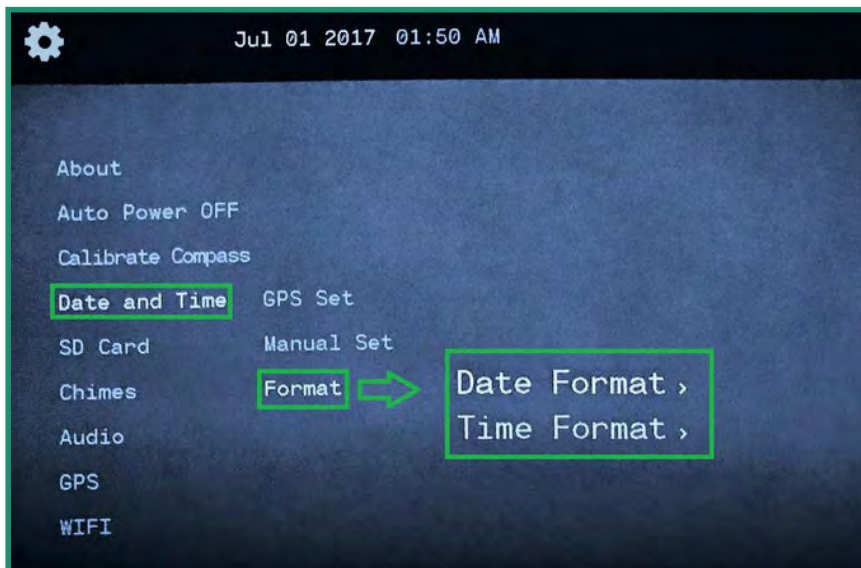 Jul 01 2017 01:50 AM
About
Auto Power OFF
Calibrate Compass
Date and Time
GPS Set
SD Card
Manual Set
Chimes
Format
Date Format ›
Time Format ›
Audio
GPS
WIFI